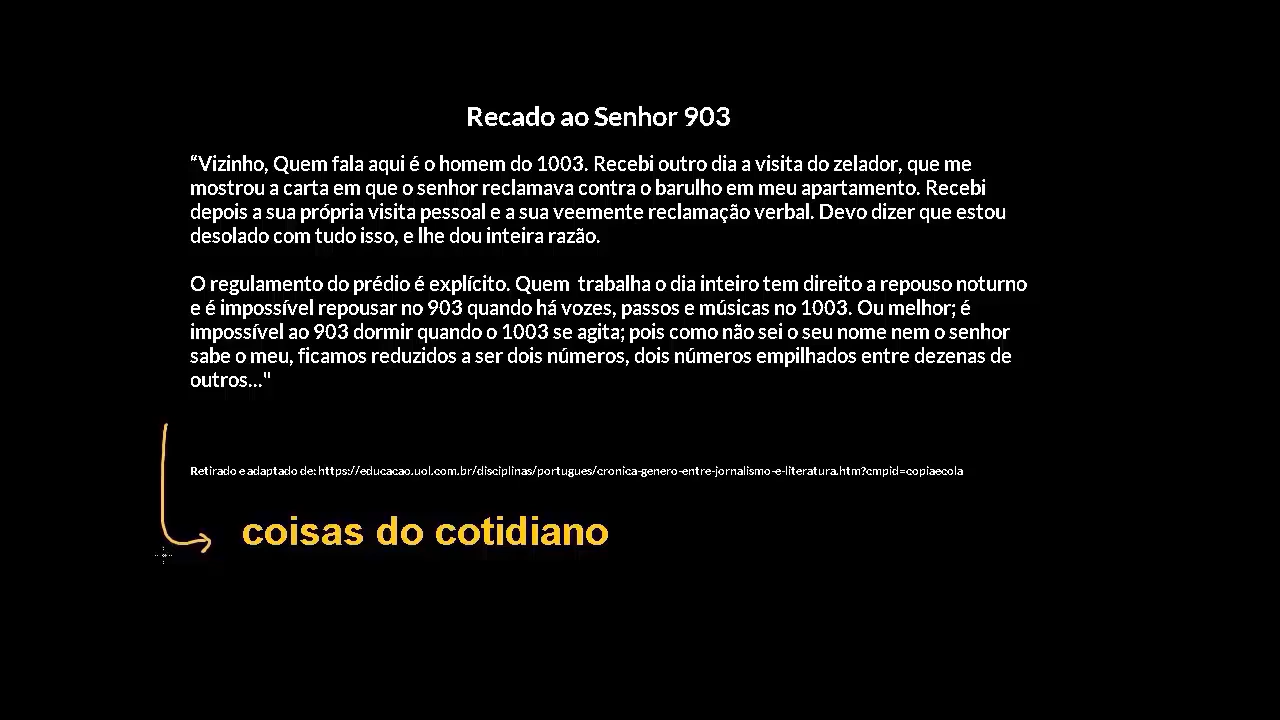 Recado ao Senhor 903
“Vizinho, Quem fala aqui é o homem do 1003. Recebi outro dia a visita do zelador, que me
mostrou a carta em que o senhor reclamava contra o barulho em meu apartamento. Recebi
depois a sua própria visita pessoal e a sua veemente reclamação verbal. Devo dizer que estou
desolado com tudo isso, e lhe dou inteira razão.
O regulamento do prédio é explícito. Quem  trabalha o dia inteiro tem direito a repouso noturno
e é impossível repousar no 903 quando há vozes, passos e músicas no 1003. Ou melhor; é
impossível ao 903 dormir quando o 1003 se agita; pois como não sei o seu nome nem o senhor
sabe o meu, ficamos reduzidos a ser dois números, dois números empilhados entre dezenas de
outros..."
Retirado e adaptado de: https://educacao.uol.com.br/disciplinas/portugues/cronica-genero-entre-jornalismo-e-literatura.htm?cmpid=copiaecola
coisas do cotidiano